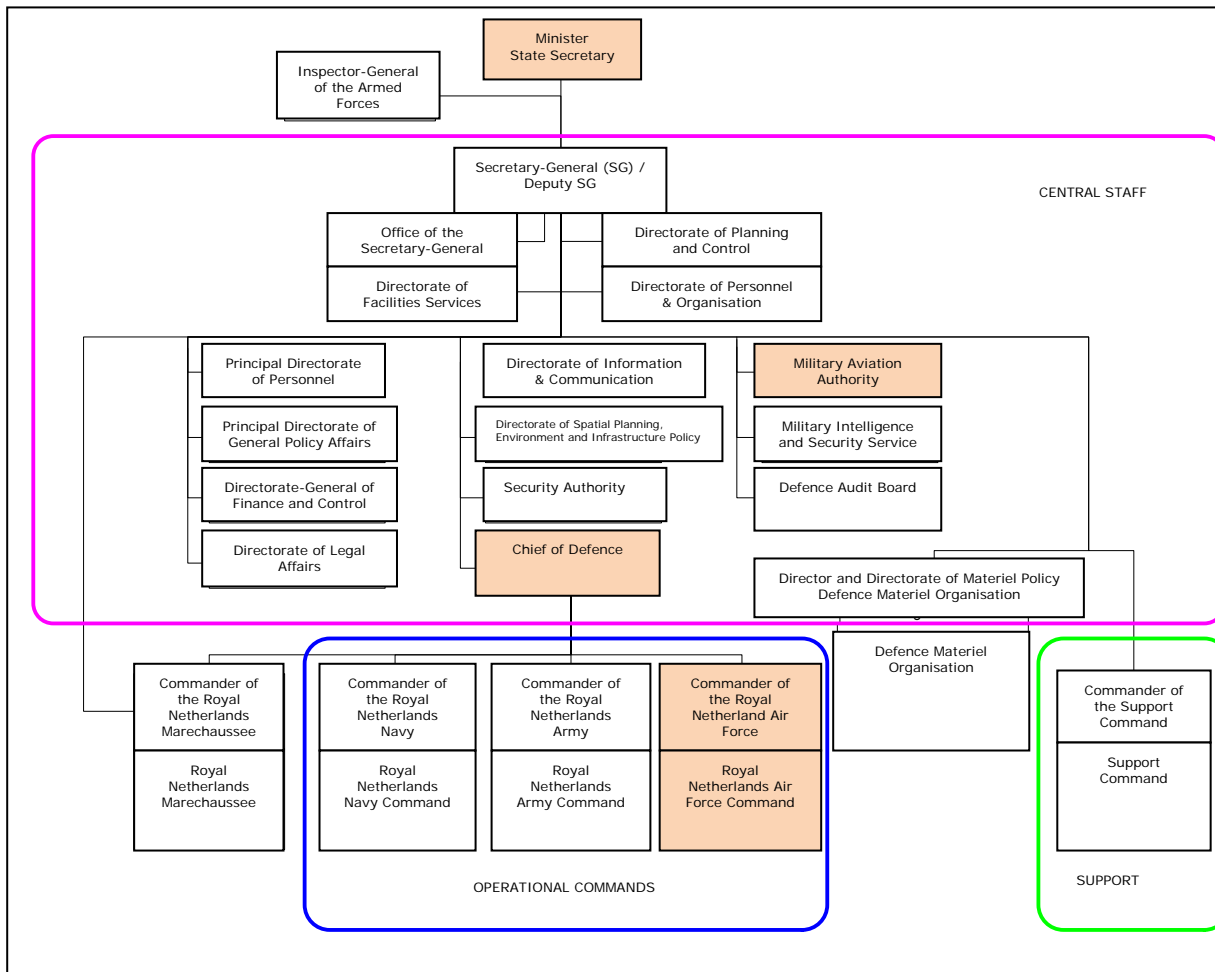 Minister
State Secretary
Inspector-General
of the Armed
Forces
Secretary-General (SG) /
Deputy SG
CENTRAL STAFF
Office of the
Secretary-General
Directorate of Planning
and Control
Directorate of
Facilities Services
Directorate of Personnel
& Organisation
Principal Directorate
of Personnel
Directorate of Information
& Communication
Military Aviation
Authority
Principal Directorate of
General Policy Affairs
Directorate of Spatial Planning,
Environment and Infrastructure Policy
Military Intelligence
and Security Service
Directorate-General of
Finance and Control
Security Authority
Defence Audit Board
Directorate of Legal
Affairs
Chief of Defence
Director and Directorate of Materiel Policy
Defence Materiel Organisation
Defence Materiel
Organisation
Commander of
the Royal
Netherlands
Marechaussee
Commander of
the Royal
Netherlands
Navy
Commander of
the Royal
Netherlands
Army
Commander of
the Royal
Netherland Air
Force
Commander of
the Support
Command
Royal
Netherlands
Marechaussee
Royal
Netherlands
Navy Command
Royal
Netherlands
Army Command
Royal
Netherlands Air
Force Command
Support
Command
OPERATIONAL COMMANDS
SUPPORT